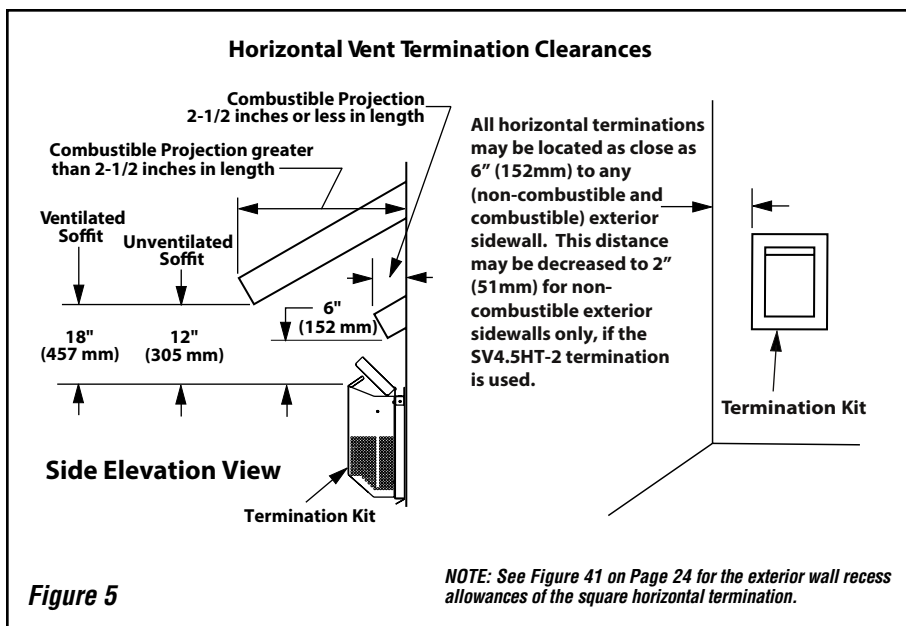 Horizontal Vent Termination Clearances
Combustible Projection
2-1/2 inches or less in length
Combustible Projection greater
than 2-1/2 inches in length
Ventilated
Soffit
Unventilated
Soffit
18"
(457 mm)
12"
(305 mm)
6"
(152 mm)
Side Elevation View
Termination Kit
All horizontal terminations
may be located as close as
6” (152mm) to any
(non-combustible and
combustible) exterior
sidewall. This distance
may be decreased to 2”
(51mm) for non-
combustible exterior
sidewalls only, if the
SV4.5HT-2 termination
is used.
Termination Kit
Figure 5
NOTE: See Figure 41 on Page 24 for the exterior wall recess
allowances of the square horizontal termination.